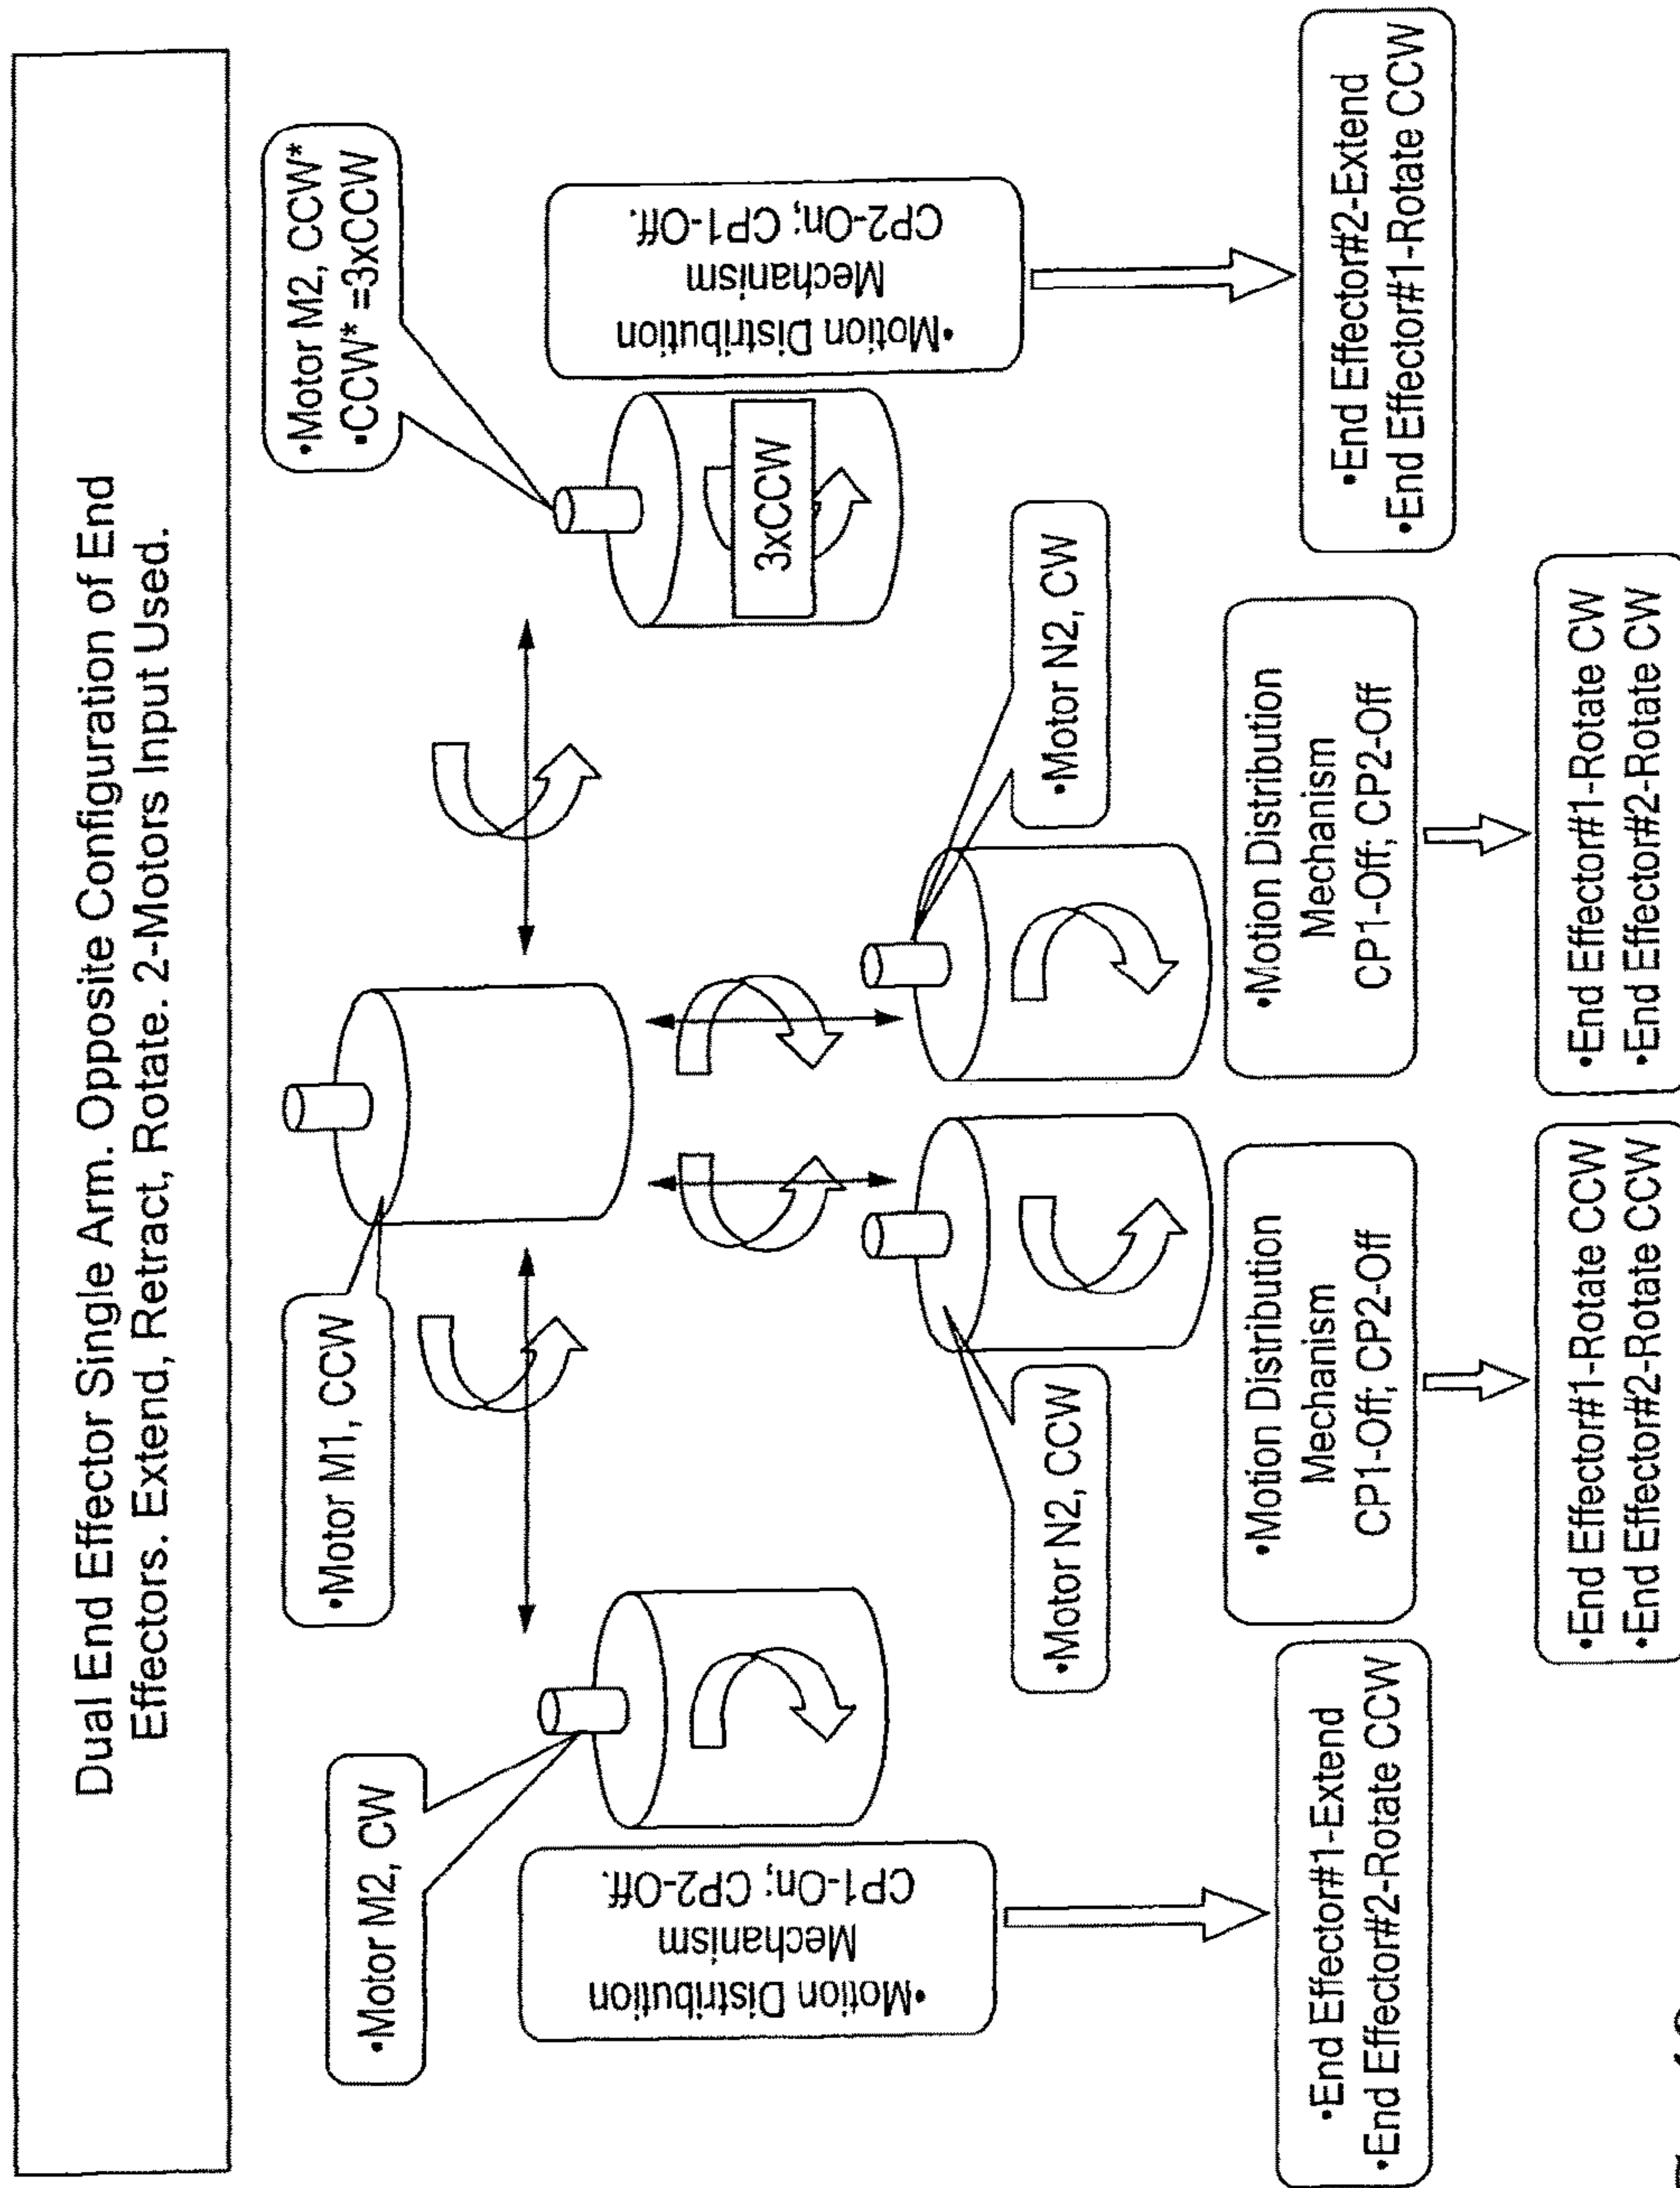 Dual End Effector Single Arm. Opposite Configuration of End
Effectors. Extend, Retract, Rotate. 2-Motors Input Used.
•Motor M1, CCW
•Motor M2, CW
•Motor M2, CCW*
•CCW* =3xCCW
3xCCW
•Motion Distribution
Mechanism
CP1-On; CP2-Off.
•Motor N2, CCW
•Motor N2, CW
•Motion Distribution
Mechanism
CP2-On; CP1-Off.
•Motion Distribution
Mechanism
CP1-Off; CP2-Off
•Motion Distribution
Mechanism
CP1-Off; CP2-Off
•End Effector#1-Extend
•End Effector#2-Rotate CCW
•End Effector#1-Rotate CCW
•End Effector#2-Rotate CCW
•End Effector#1-Rotate CW
•End Effector#2-Rotate CW
•End Effector#2-Extend
•End Effector#1-Rotate CCW